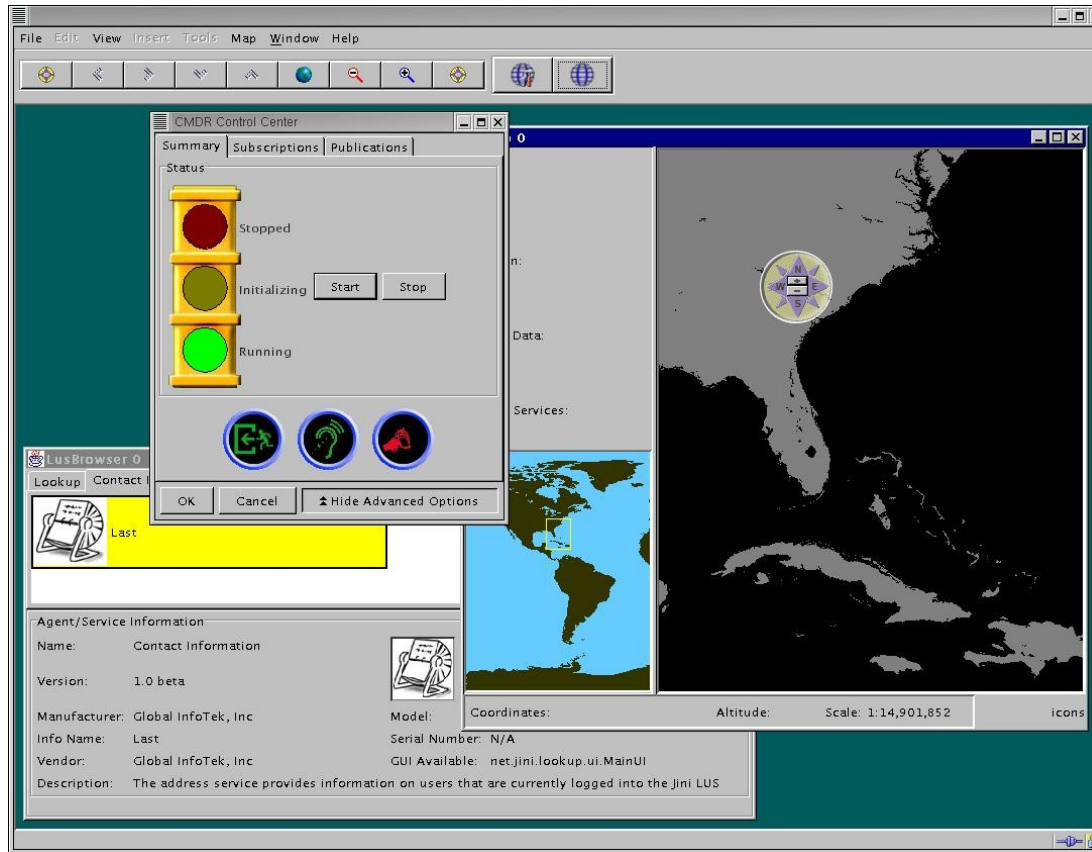 File Edit View Insert Tools Map Window Help
CMDR Control Center
Summary Subscriptions Publications
Status
Stopped
Initializing Start Stop
Running
OK Cancel Hide Advanced Options
0
n:
Data:
Services:
N
W E
S
Coordinates: Altitude: Scale: 1:14,901,852 icons
LusBrowser 0
Lookup Contact
Last
Agent/Service Information
Name: Contact Information
Version: 1.0 beta
Manufacturer: Global InfoTek, Inc Model:
Info Name: Last Serial Number: N/A
Vendor: Global InfoTek, Inc GUI Available: net.jini.lookup.ui.MainUI
Description: The address service provides information on users that are currently logged into the Jini LUS